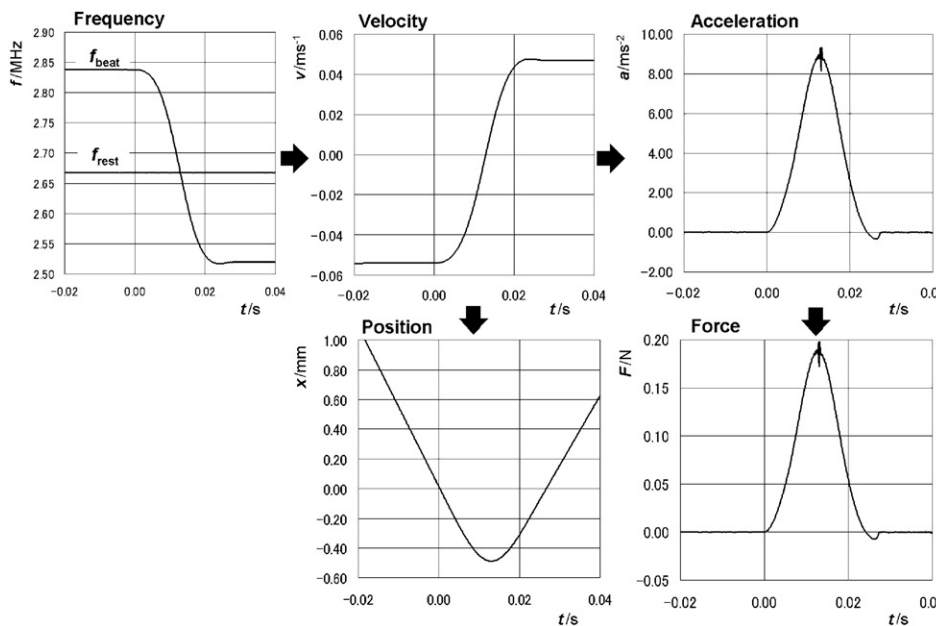 Frequency
f/MHz
2.90
2.85
2.80
2.75
2.70
2.65
2.60
2.55
2.50
fbeat
frest
-0.02 0.00 0.02 0.04
t/s
Velocity
v/ms-1
0.06
0.04
0.02
0.00
-0.02
-0.04
-0.06
-0.02 0.00 0.02 0.04
t/s
Acceleration
a/ms-2
10.00
8.00
6.00
4.00
2.00
0.00
-2.00
-0.02 0.00 0.02 0.0
t/s
Position
x/mm
1.00
0.60
0.40
0.20
0.00
-0.20
-0.40
-0.60
-0.02 0.00 0.02 0.04
t/s
Force
F/N
0.20
0.15
0.10
0.05
0.00
-0.05
-0.02 0.00 0.02 0.0
t/s